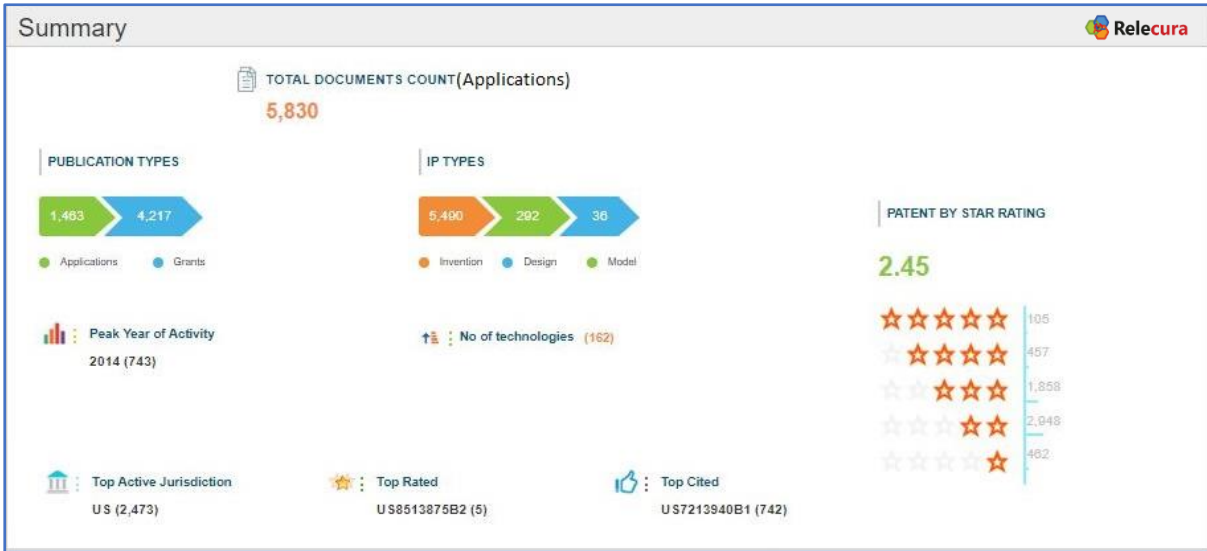 Summary
Relecura
TOTAL DOCUMENTS COUNT(Applications)
5,830
PUBLICATION TYPES
1,463 4,217
Applications Grants
IP TYPES
5,490 292 36
Invention Design Model
PATENT BY STAR RATING
2.45
105
457
1,858
2,948
462
Peak Year of Activity
2014 (743)
No of technologies (162)
Top Active Jurisdiction
US (2,473)
Top Rated
US8513875B2 (5)
Top Cited
US7213940B1 (742)